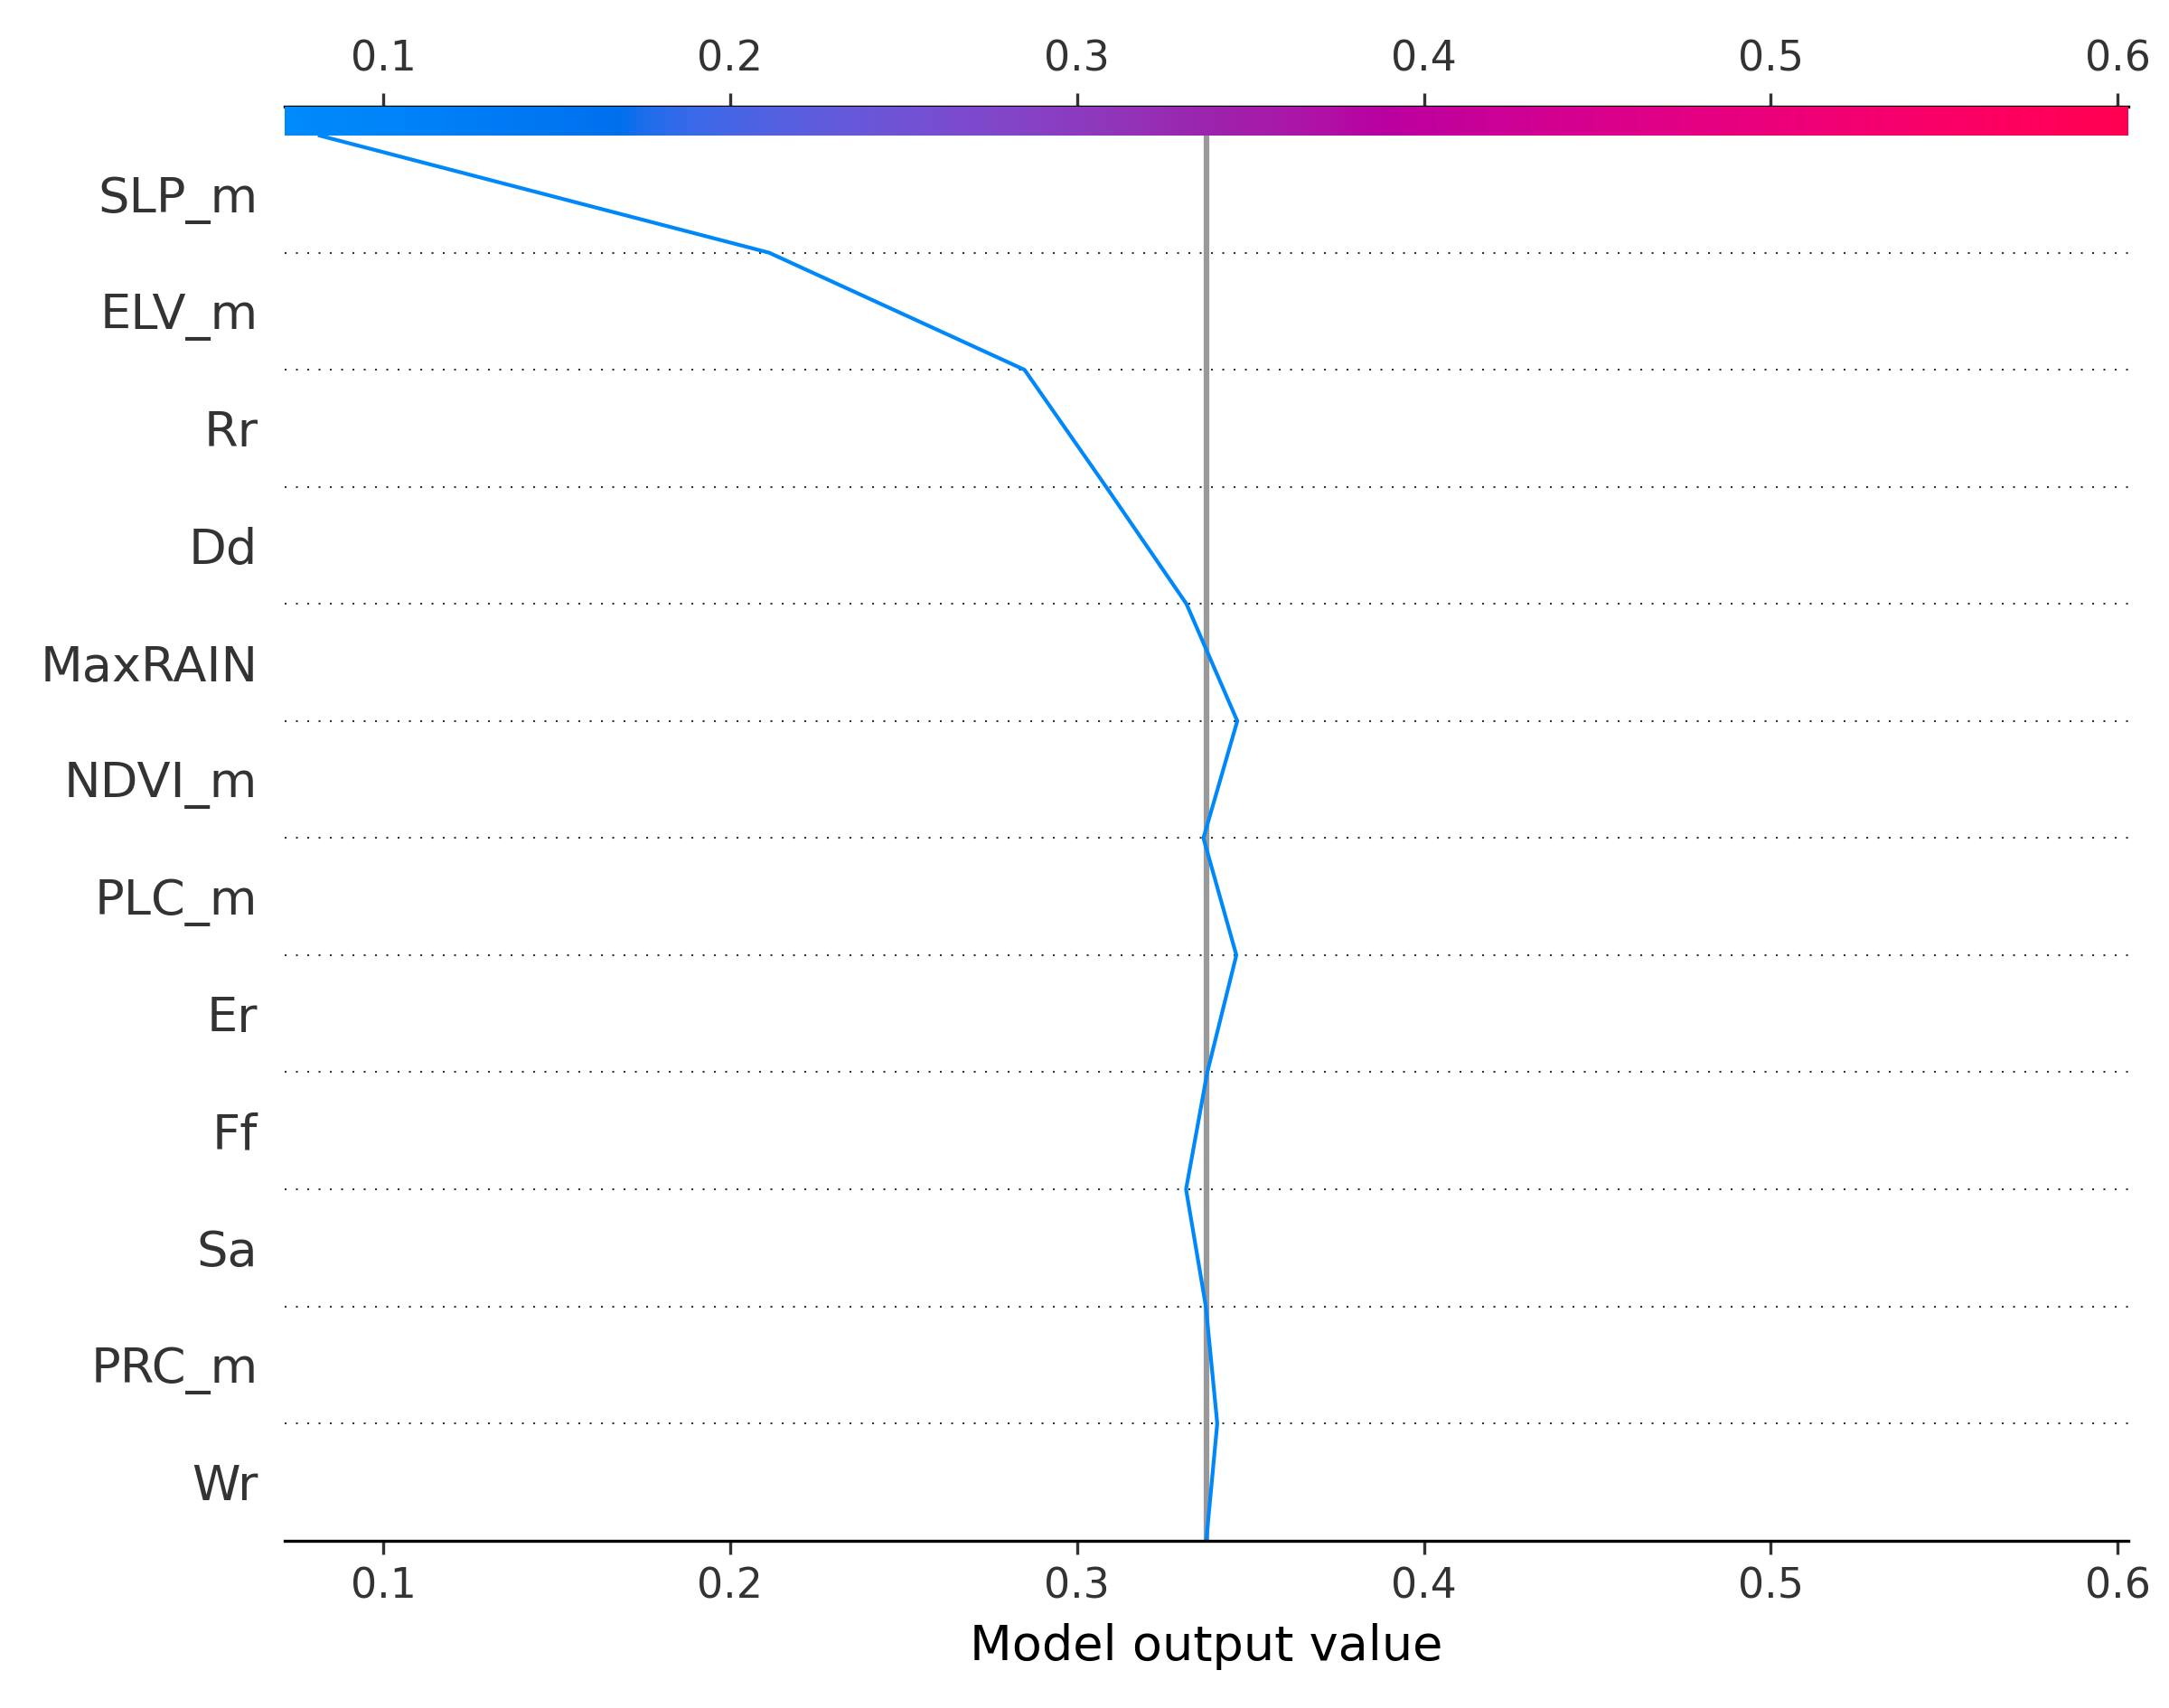 0.1 0.2 0.3 0.4 0.5 0.6
SLP_m
ELV_m
Rr
Dd
MaxRAIN
NDVI_m
PLC_m
Er
Ff
Sa
PRC_m
Wr
0.1 0.2 0.3 0.4 0.5 0.6
Model output value